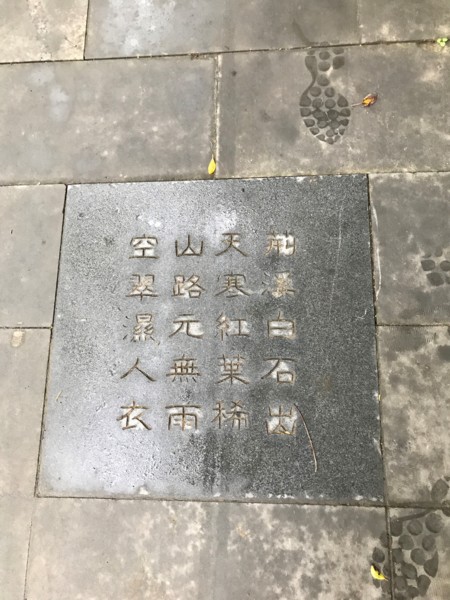 荊溪白石出
天寒紅葉稀
山路元無雨
空翠濕人衣